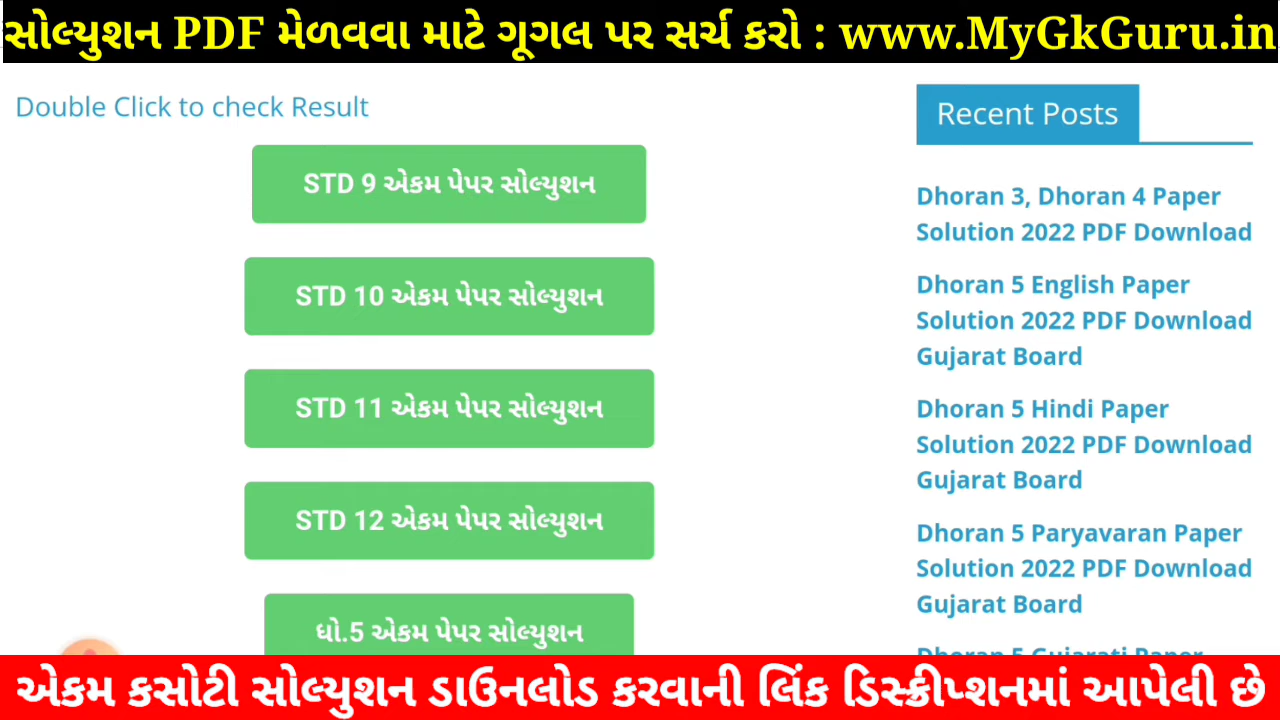 સોલ્યુશન PDF મેળવવા માટે ગૂગલ પર સર્ચ કરો : www.MyGkGuru.in
Double Click to check Result
STD 9 એકમ પેપર સોલ્યુશન
STD 10 એકમ પેપર સોલ્યુશન
STD 11 એકમ પેપર સોલ્યુશન
STD 12 એકમ પેપર સોલ્યુશન
ધો.5 એકમ પેપર સોલ્યુશન
Recent Posts
Dhoran 3, Dhoran 4 Paper
Solution 2022 PDF Download
Dhoran 5 English Paper
Solution 2022 PDF Download
Gujarat Board
Dhoran 5 Hindi Paper
Solution 2022 PDF Download
Gujarat Board
Dhoran 5 Paryavaran Paper
Solution 2022 PDF Download
Gujarat Board
Dhoran 5 Gujarati Paper
એકમ કસોટી સોલ્યુશન ડાઉનલોડ કરવાની લિંક ડિસ્ક્રીપ્શનમાં આપેલી છે